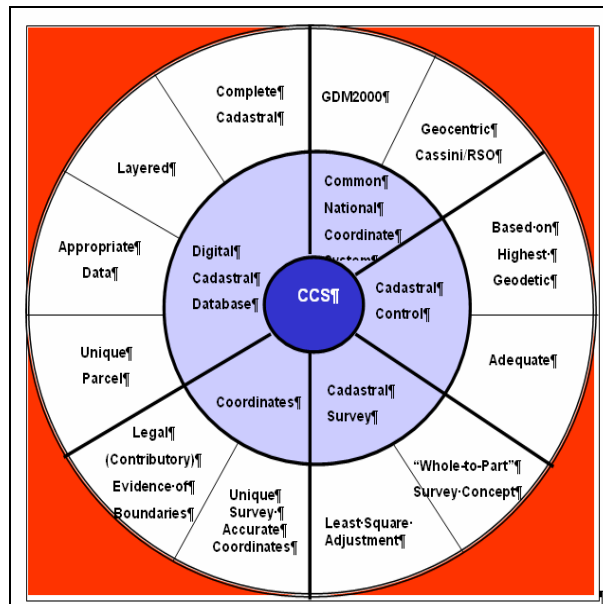 Complete¶
Cadastral¶
GDM2000¶
Geocentric¶
Cassini/RSO¶
Layered¶
Common¶
National¶
Coordinate¶
System¶
Based·on¶
Highest·¶
Geodetic¶
Appropriate¶
Data¶
Digital¶
Cadastral¶
Database¶
CCS¶
Cadastral¶
Control¶
Unique¶
Parcel¶
Adequate¶
Coordinates¶
Cadastral¶
Survey¶
Legal¶
(Contributory)¶
Evidence·of¶
Boundaries¶
Unique¶
Survey·¶
Accurate¶
Coordinates¶
Least·Square·
Adjustment¶
“Whole-to-Part”¶
Survey·Concept¶